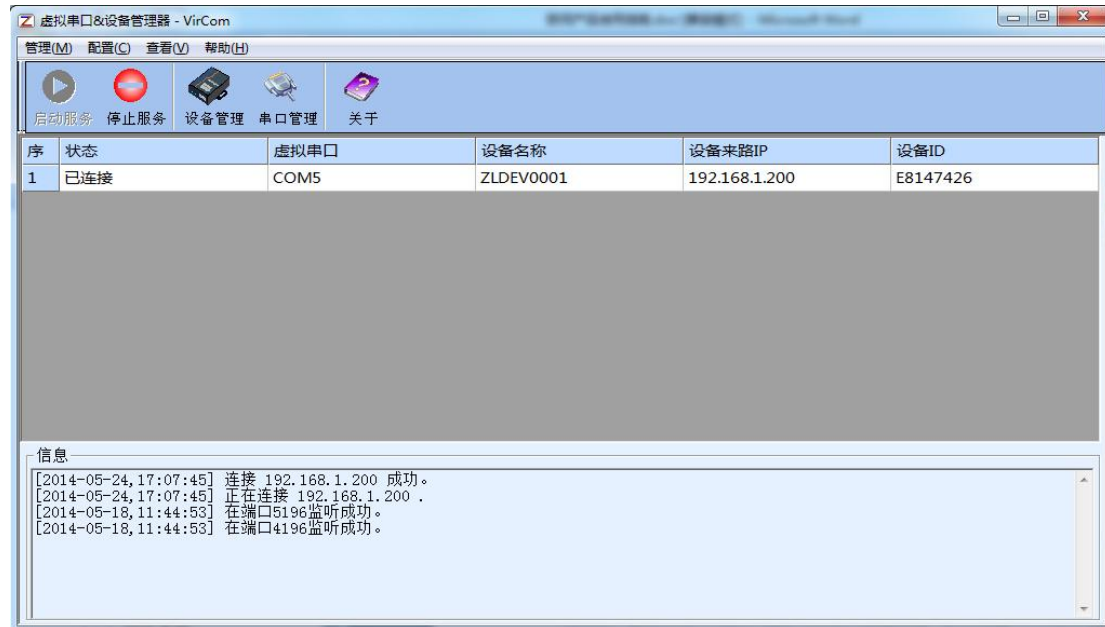 虚拟串口&设备管理器 - VirCom
管理(M) 配置(C) 查看(V) 帮助(H)
启动服务 停止服务 设备管理 串口管理 关于
序 状态 虚拟串口 设备名称 设备来路IP 设备ID
1 已连接 COM5 ZLDEV0001 192.168.1.200 E8147426
信息
[2014-05-24,17:07:45] 连接 192.168.1.200 成功。
[2014-05-24,17:07:45] 正在连接 192.168.1.200 .
[2014-05-18,11:44:53] 在端口5196监听成功。
[2014-05-18,11:44:53] 在端口4196监听成功。